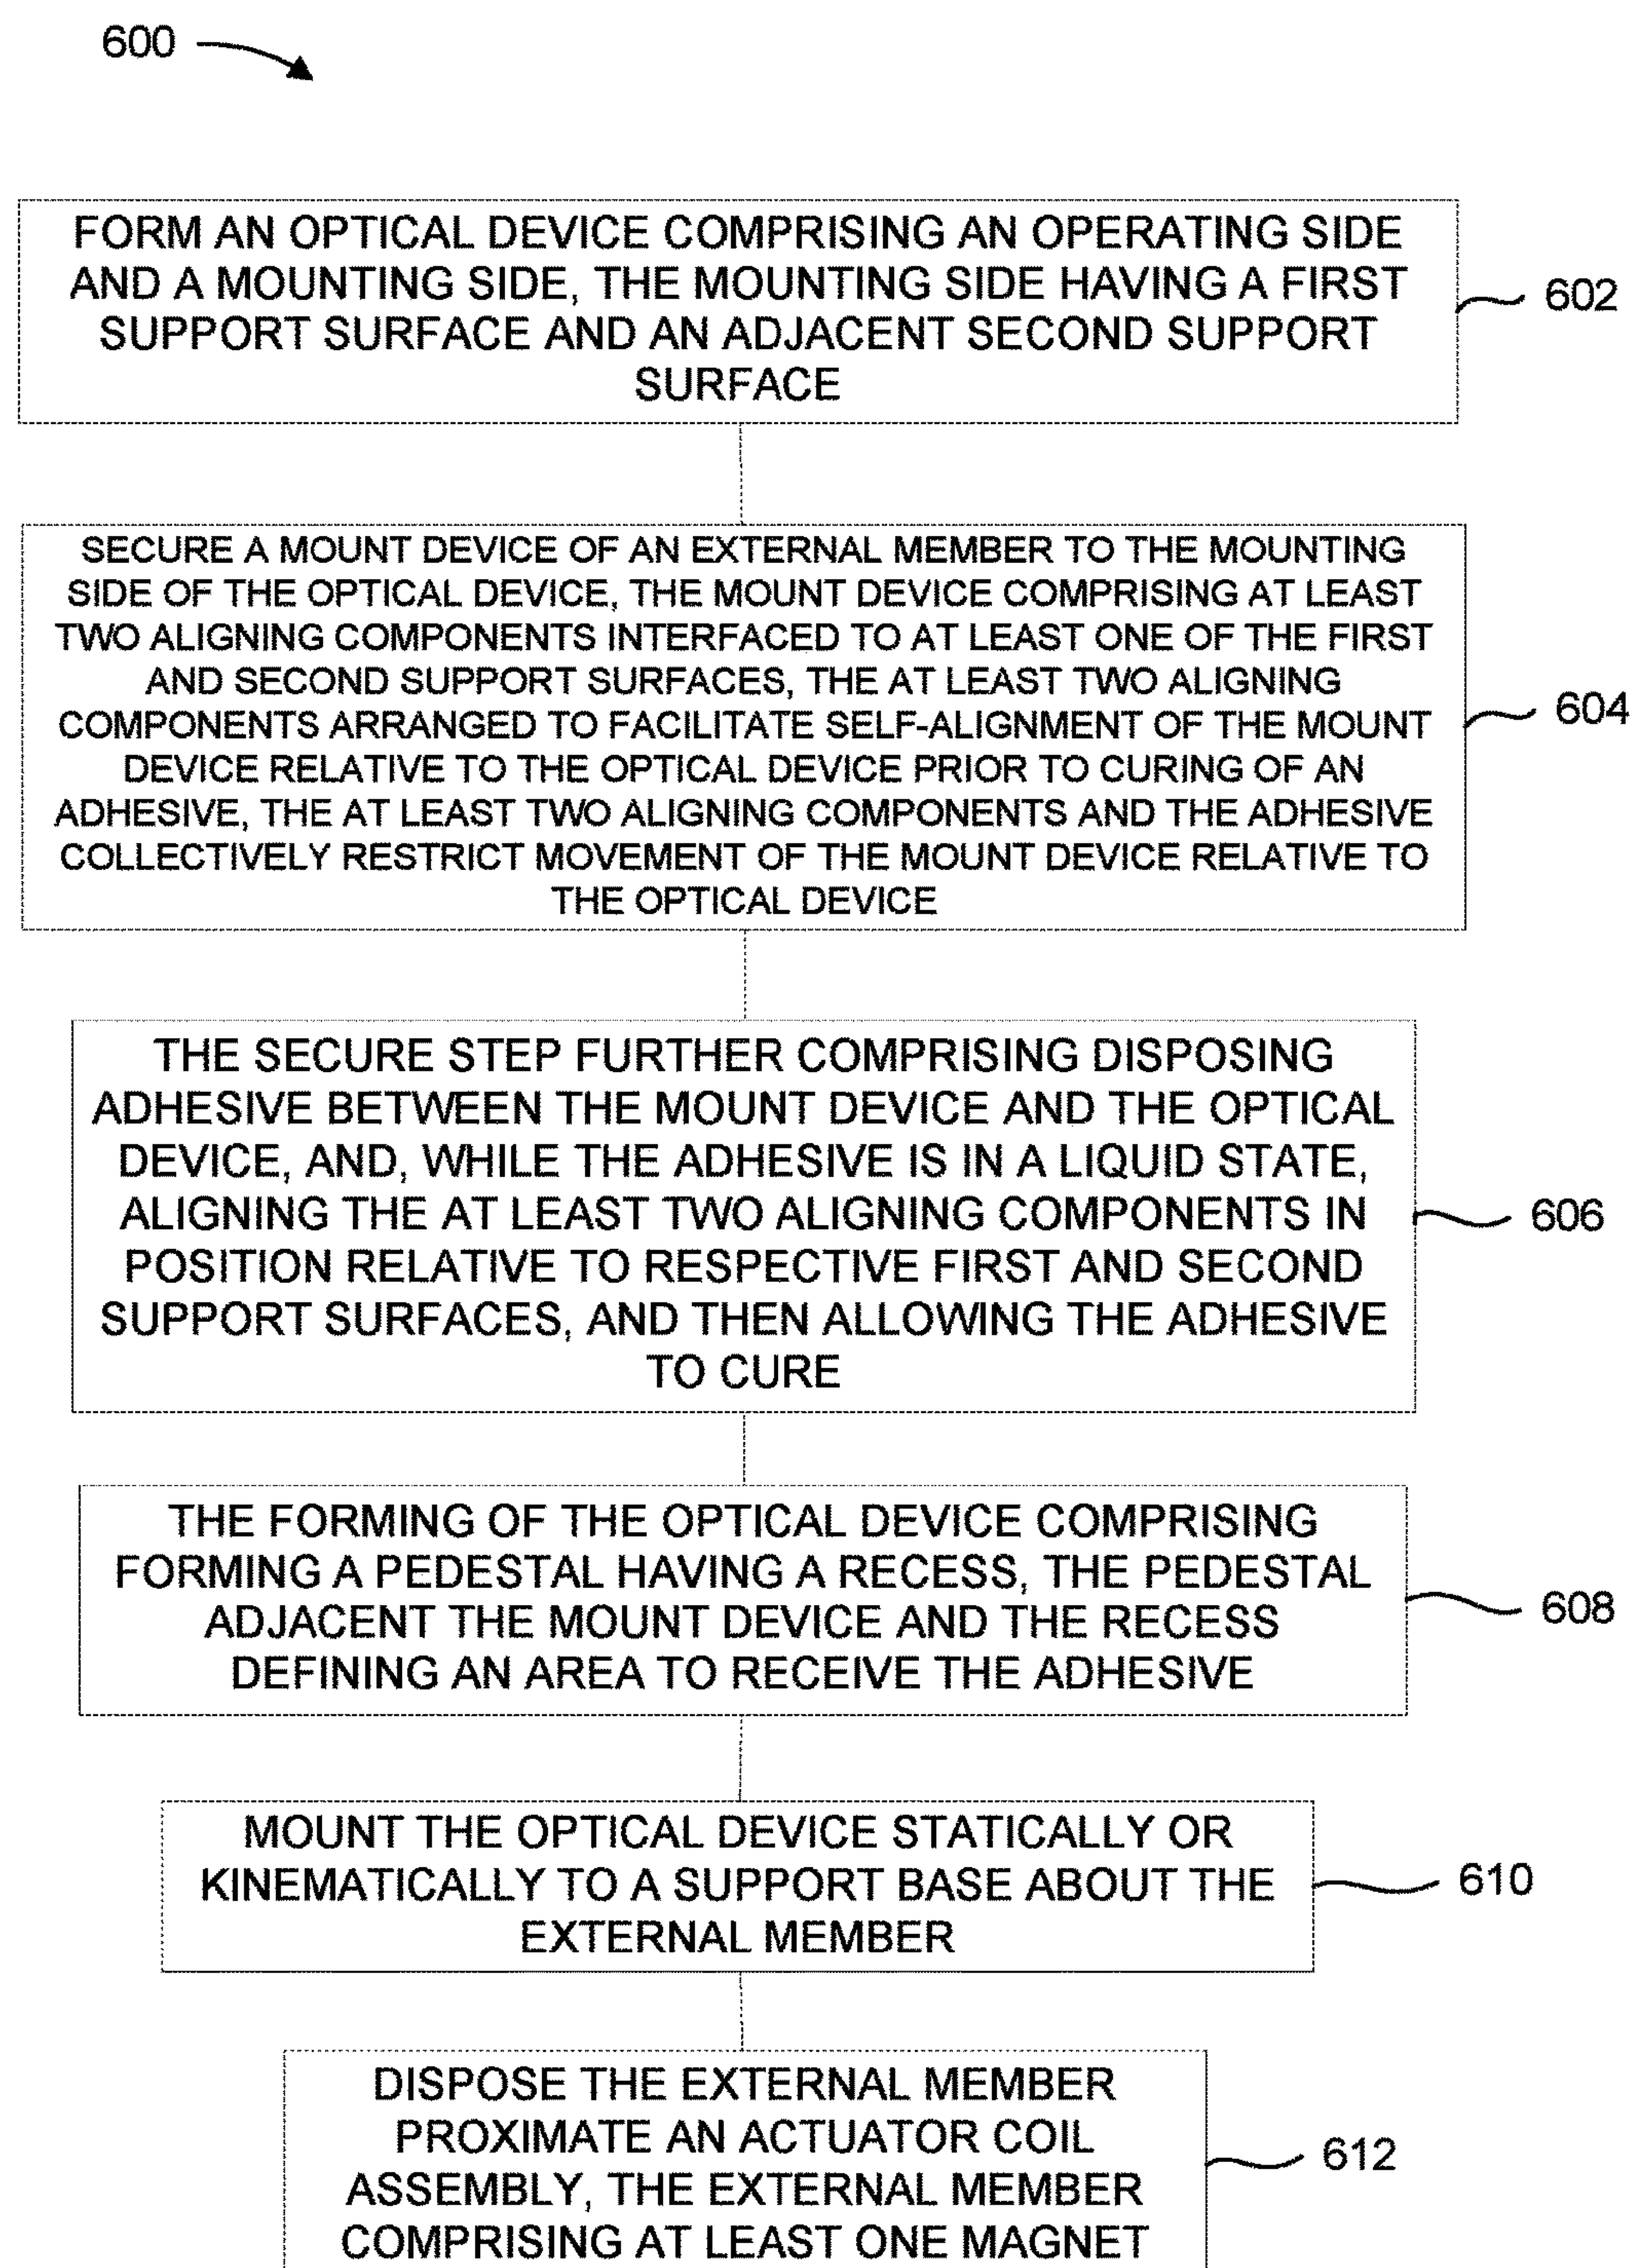 600
FORM AN OPTICAL DEVICE COMPRISING AN OPERATING SIDE
AND A MOUNTING SIDE, THE MOUNTING SIDE HAVING A FIRST
SUPPORT SURFACE AND AN ADJACENT SECOND SUPPORT
SURFACE
602
SECURE A MOUNT DEVICE OF AN EXTERNAL MEMBER TO THE MOUNTING
SIDE OF THE OPTICAL DEVICE, THE MOUNT DEVICE COMPRISING AT LEAST
TWO ALIGNING COMPONENTS INTERFACED TO AT LEAST ONE OF THE FIRST
AND SECOND SUPPORT SURFACES, THE AT LEAST TWO ALIGNING
COMPONENTS ARRANGED TO FACILITATE SELF-ALIGNMENT OF THE MOUNT
DEVICE RELATIVE TO THE OPTICAL DEVICE PRIOR TO CURING OF AN
ADHESIVE, THE AT LEAST TWO ALIGNING COMPONENTS AND THE ADHESIVE
COLLECTIVELY RESTRICT MOVEMENT OF THE MOUNT DEVICE RELATIVE TO
THE OPTICAL DEVICE
604
THE SECURE STEP FURTHER COMPRISING DISPOSING
ADHESIVE BETWEEN THE MOUNT DEVICE AND THE OPTICAL
DEVICE, AND, WHILE THE ADHESIVE IS IN A LIQUID STATE,
ALIGNING THE AT LEAST TWO ALIGNING COMPONENTS IN
POSITION RELATIVE TO RESPECTIVE FIRST AND SECOND
SUPPORT SURFACES, AND THEN ALLOWING THE ADHESIVE
TO CURE
606
THE FORMING OF THE OPTICAL DEVICE COMPRISING
FORMING A PEDESTAL HAVING A RECESS, THE PEDESTAL
ADJACENT THE MOUNT DEVICE AND THE RECESS
DEFINING AN AREA TO RECEIVE THE ADHESIVE
608
MOUNT THE OPTICAL DEVICE STATICALLY OR
KINEMATICALLY TO A SUPPORT BASE ABOUT THE
EXTERNAL MEMBER
610
DISPOSE THE EXTERNAL MEMBER
PROXIMATE AN ACTUATOR COIL
ASSEMBLY, THE EXTERNAL MEMBER
COMPRISING AT LEAST ONE MAGNET
612